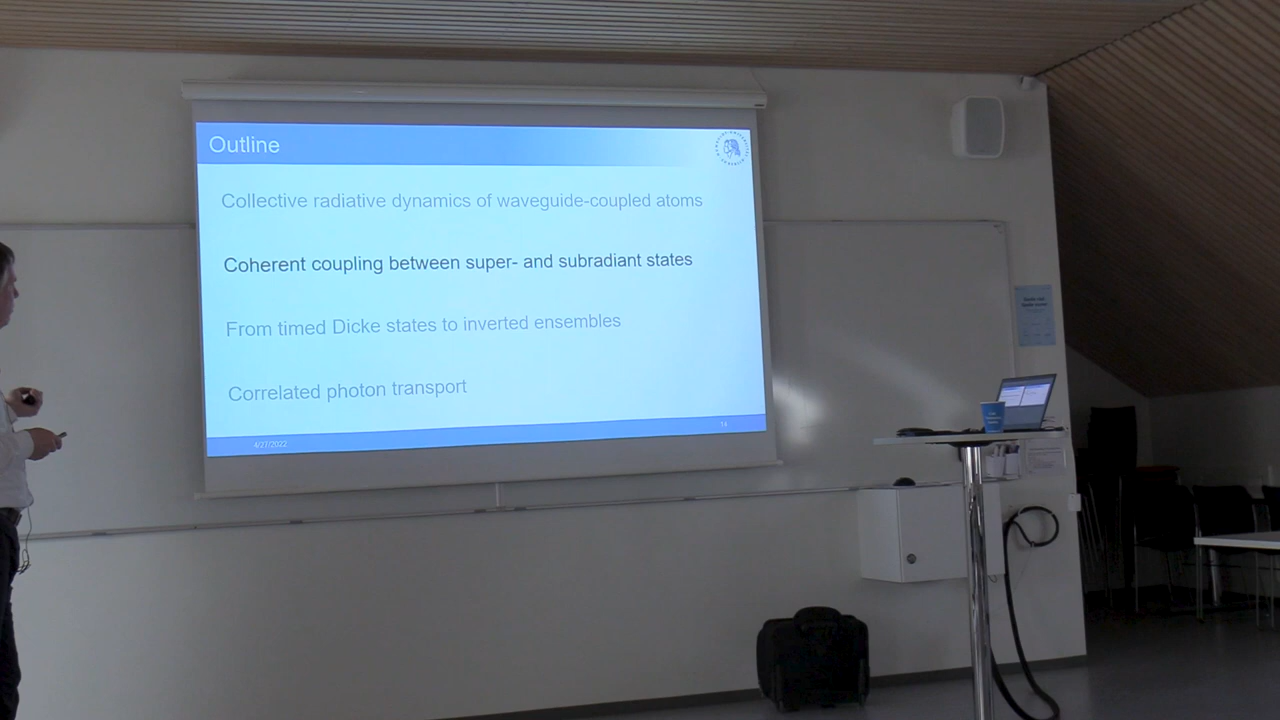 Outline
Collective radiative dynamics of waveguide-coupled atoms
Coherent coupling between super- and subradiant states
From timed Dicke states to inverted ensembles
Correlated photon transport
4/27/2022
14